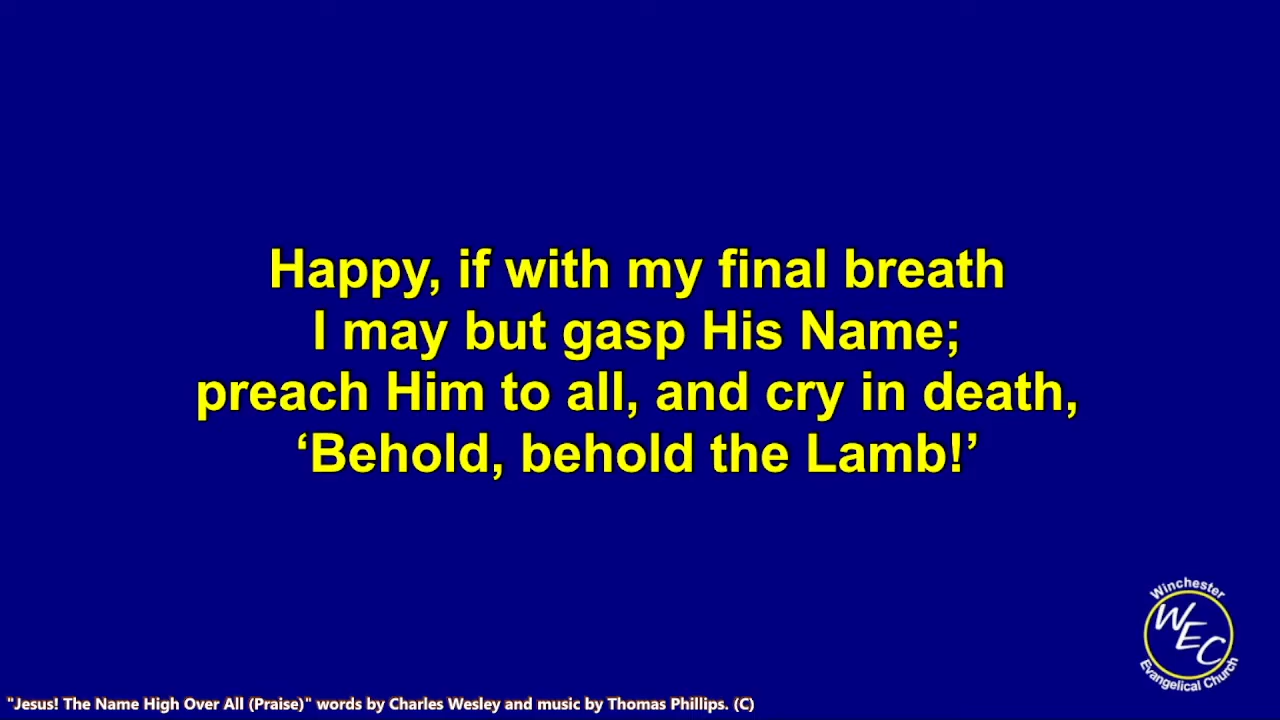 Happy, if with my final breath
I may but gasp His Name;
preach Him to all, and cry in death,
‘Behold, behold the Lamb!’
Winchester
WEC
Evangelical Church
"Jesus! The Name High Over All (Praise)" words by Charles Wesley and music by Thomas Phillips. (C)